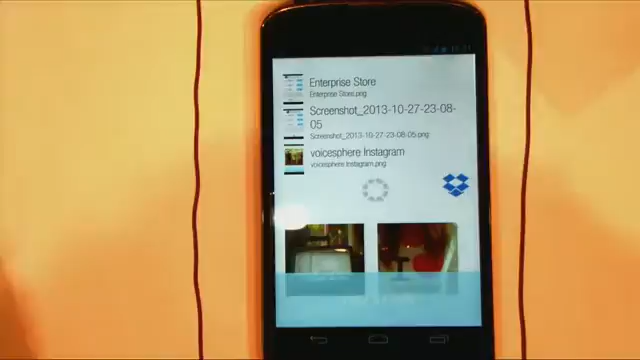 Enterprise Store
Enterprise Store.png
Screenshot_2013-10-27-23-08-
05
Screenshot_2013-10-27-23-08-05.png
voicesphere Instagram
voicesphere Instagram.png